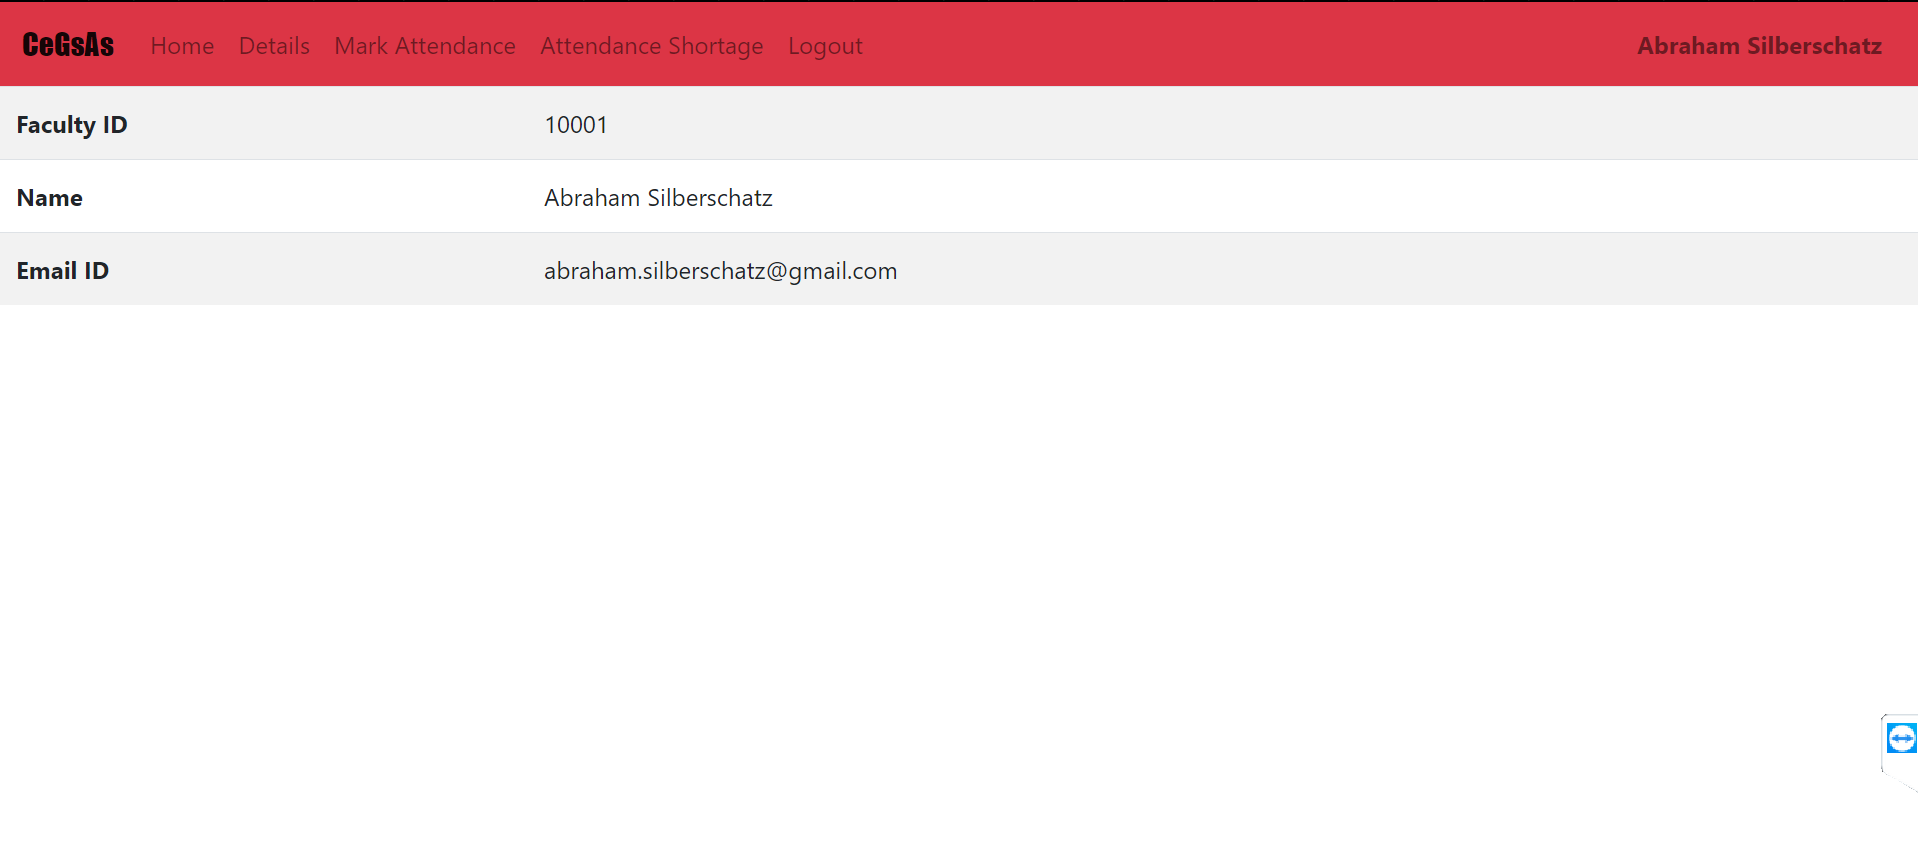 CeGsAs Home Details Mark Attendance Attendance Shortage Logout Abraham Silberschatz
Faculty ID 10001
Name Abraham Silberschatz
Email ID abraham.silberschatz@gmail.com